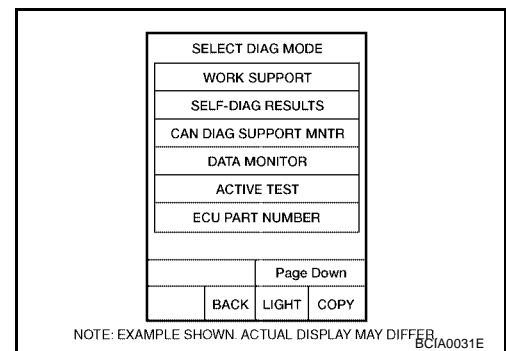 SELECT DIAG MODE
WORK SUPPORT
SELF-DIAG RESULTS
CAN DIAG SUPPORT MNTR
DATA MONITOR
ACTIVE TEST
ECU PART NUMBER
Page Down
BACK LIGHT COPY
NOTE: EXAMPLE SHOWN. ACTUAL DISPLAY MAY DIFFER.
BCIA0031E